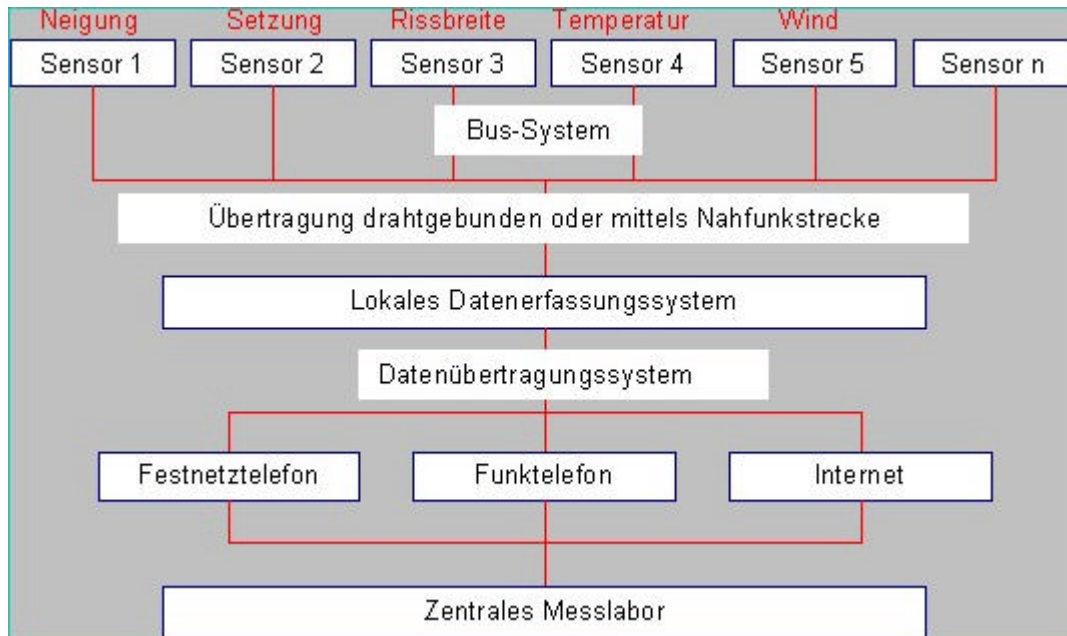 Neigung Setzung Rissbreite Temperatur Wind
Sensor 1 Sensor 2 Sensor 3 Sensor 4 Sensor 5 Sensor n
Bus-System
Übertragung drahtgebunden oder mittels Nahfunkstrecke
Lokales Datenerfassungssystem
Datenübertragungssystem
Festnetztelefon Funktelefon Internet
Zentrales Messlabor